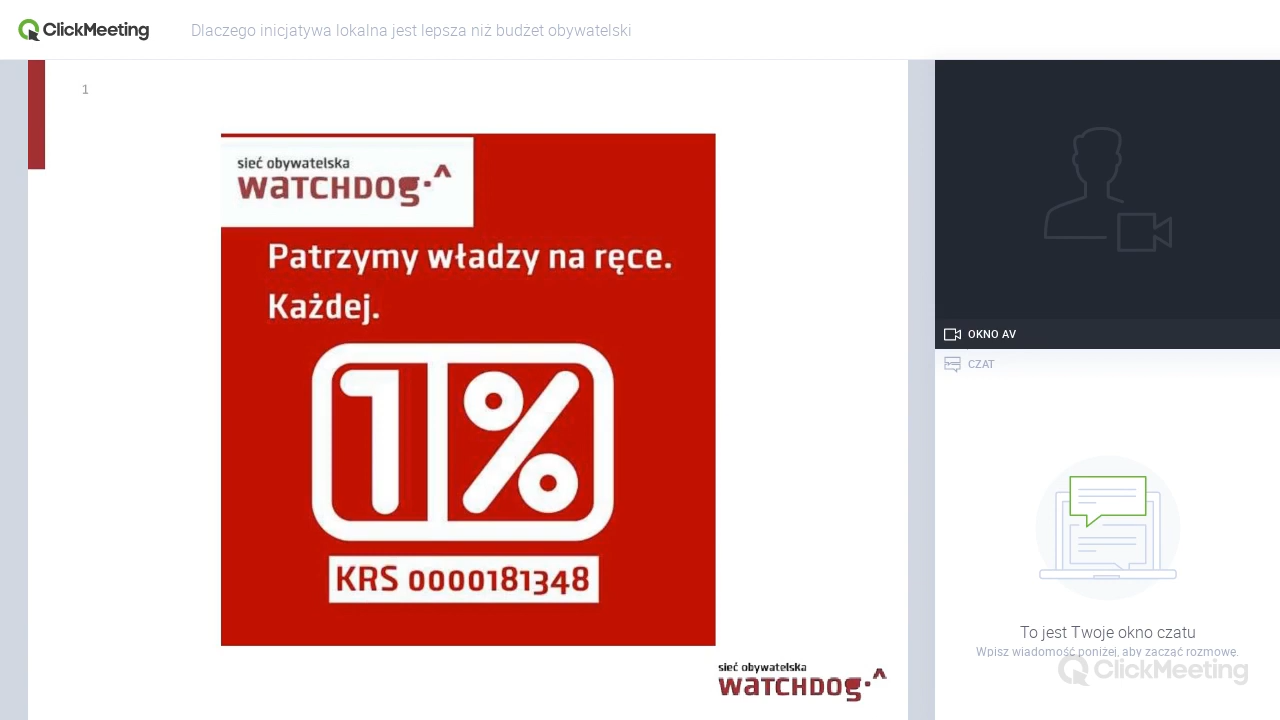 ClickMeeting
Dlaczego inicjatywa lokalna jest lepsza niż budżet obywatelski
1
sieć obywatelska
WATCHDOG
Patrzymy władzy na ręce.
Każdej.
1%
KRS 0000181348
sieć obywatelska
WATCHDOG
OKNO AV
CZAT
To jest Twoje okno czatu
Wpisz wiadomość poniżej, aby zacząć rozmowę.
ClickMeeting